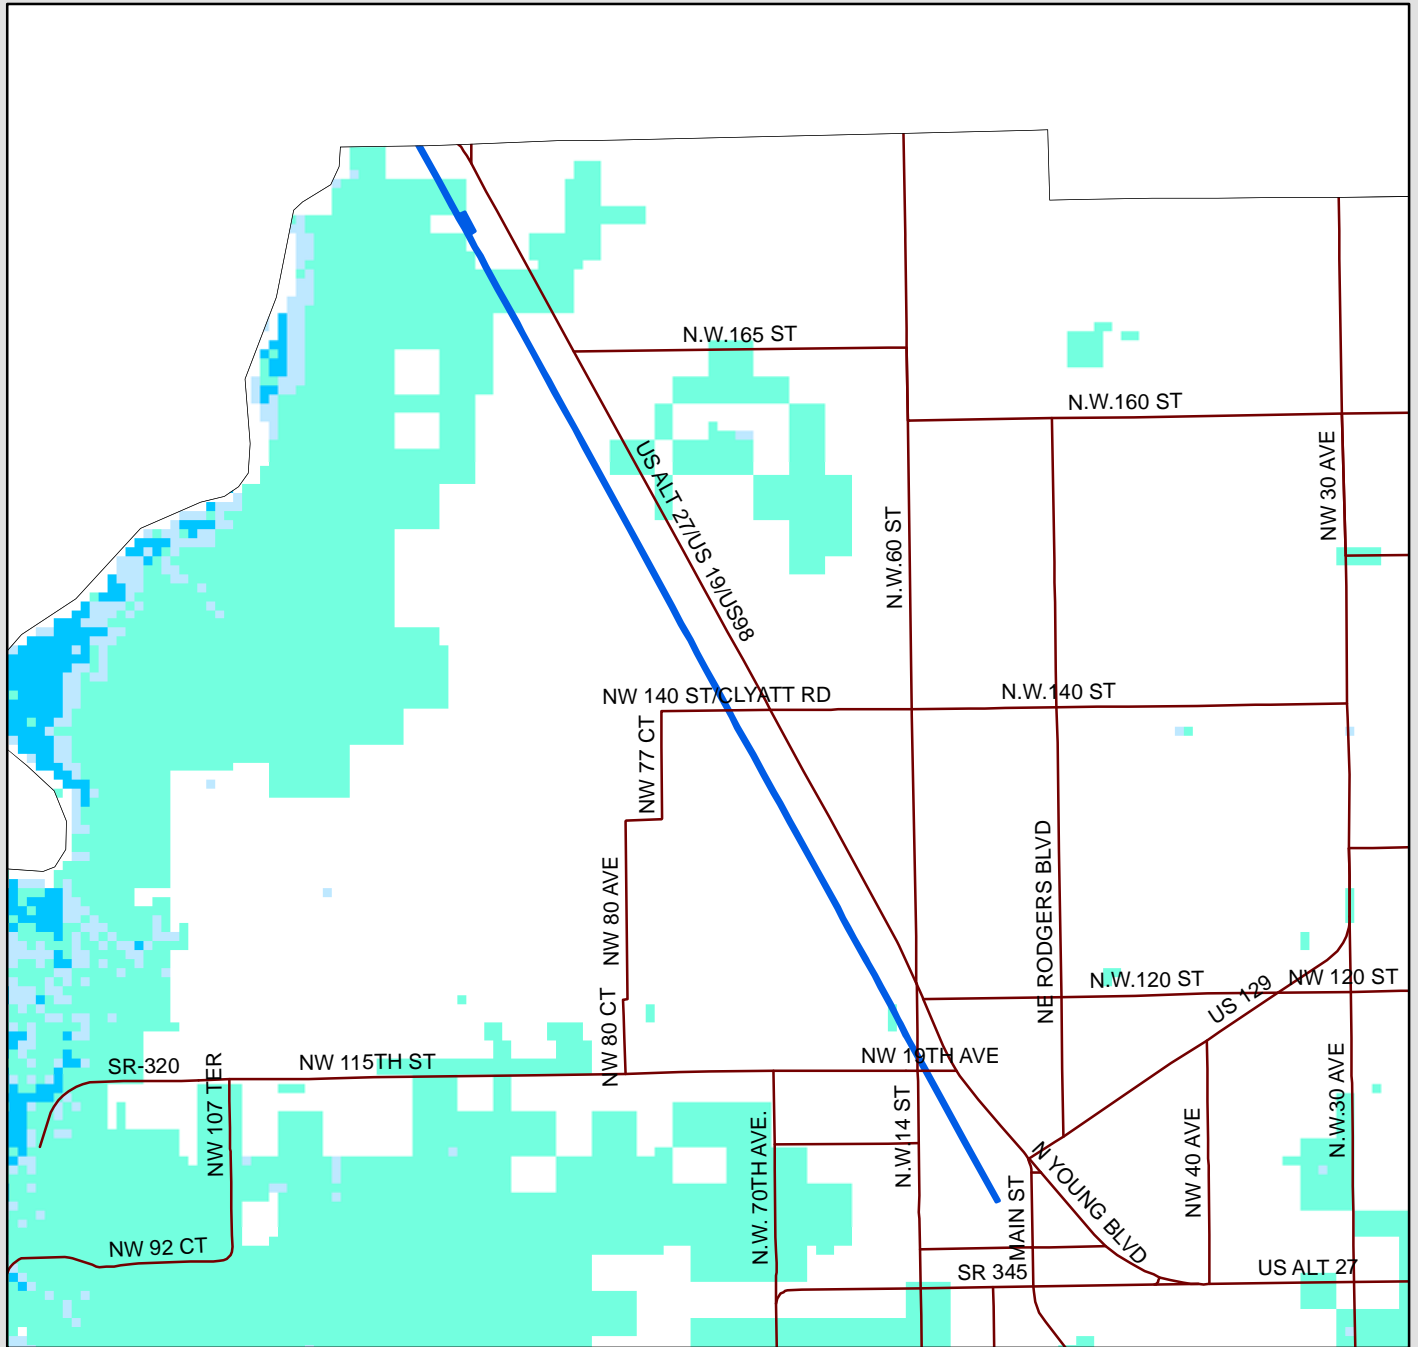 N.W.165 ST
N.W.160 ST
NW 30 AVE
US ALT 27/US 19/US98
N.W.60 ST
NW 140 ST/CLYATT RD
N.W.140 ST
NW 77 CT
NE RODGERS BLVD
NW 80 AVE
N.W.120 ST
NW 120 ST
US 129
NW 80 CT
NW 19TH AVE
SR-320
NW 115TH ST
NW 107 TER
N.W. 70TH AVE.
N.W.14 ST
N.W.30 AVE
NW 40 AVE
N YOUNG BLVD
MAIN ST
NW 92 CT
SR 345
US ALT 27